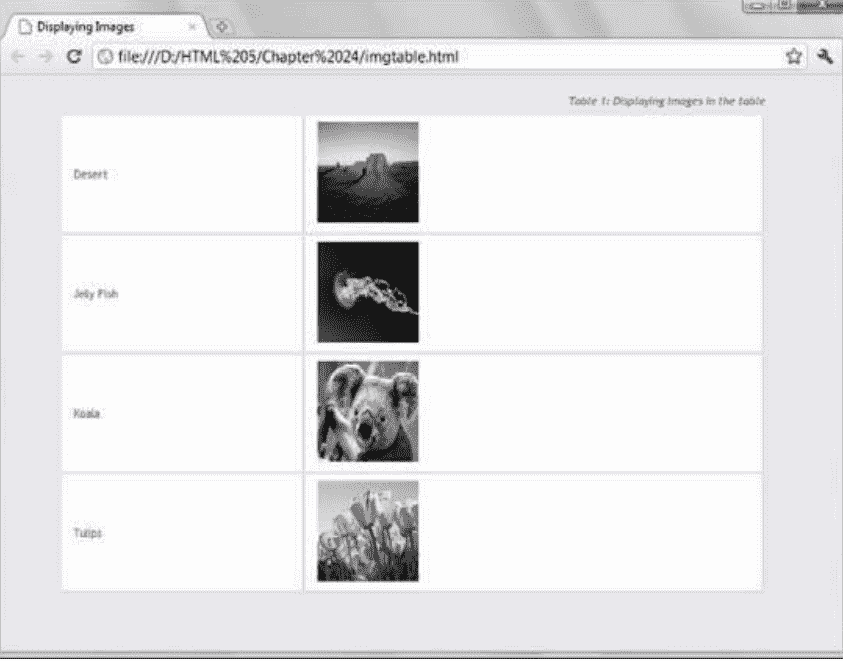 Displaying Images
file:///D:/HTML%205/Chapter%2024/imgtable.html
Table 1: Displaying images in the table
Desert
Jelly Fish
Koala
Tulips